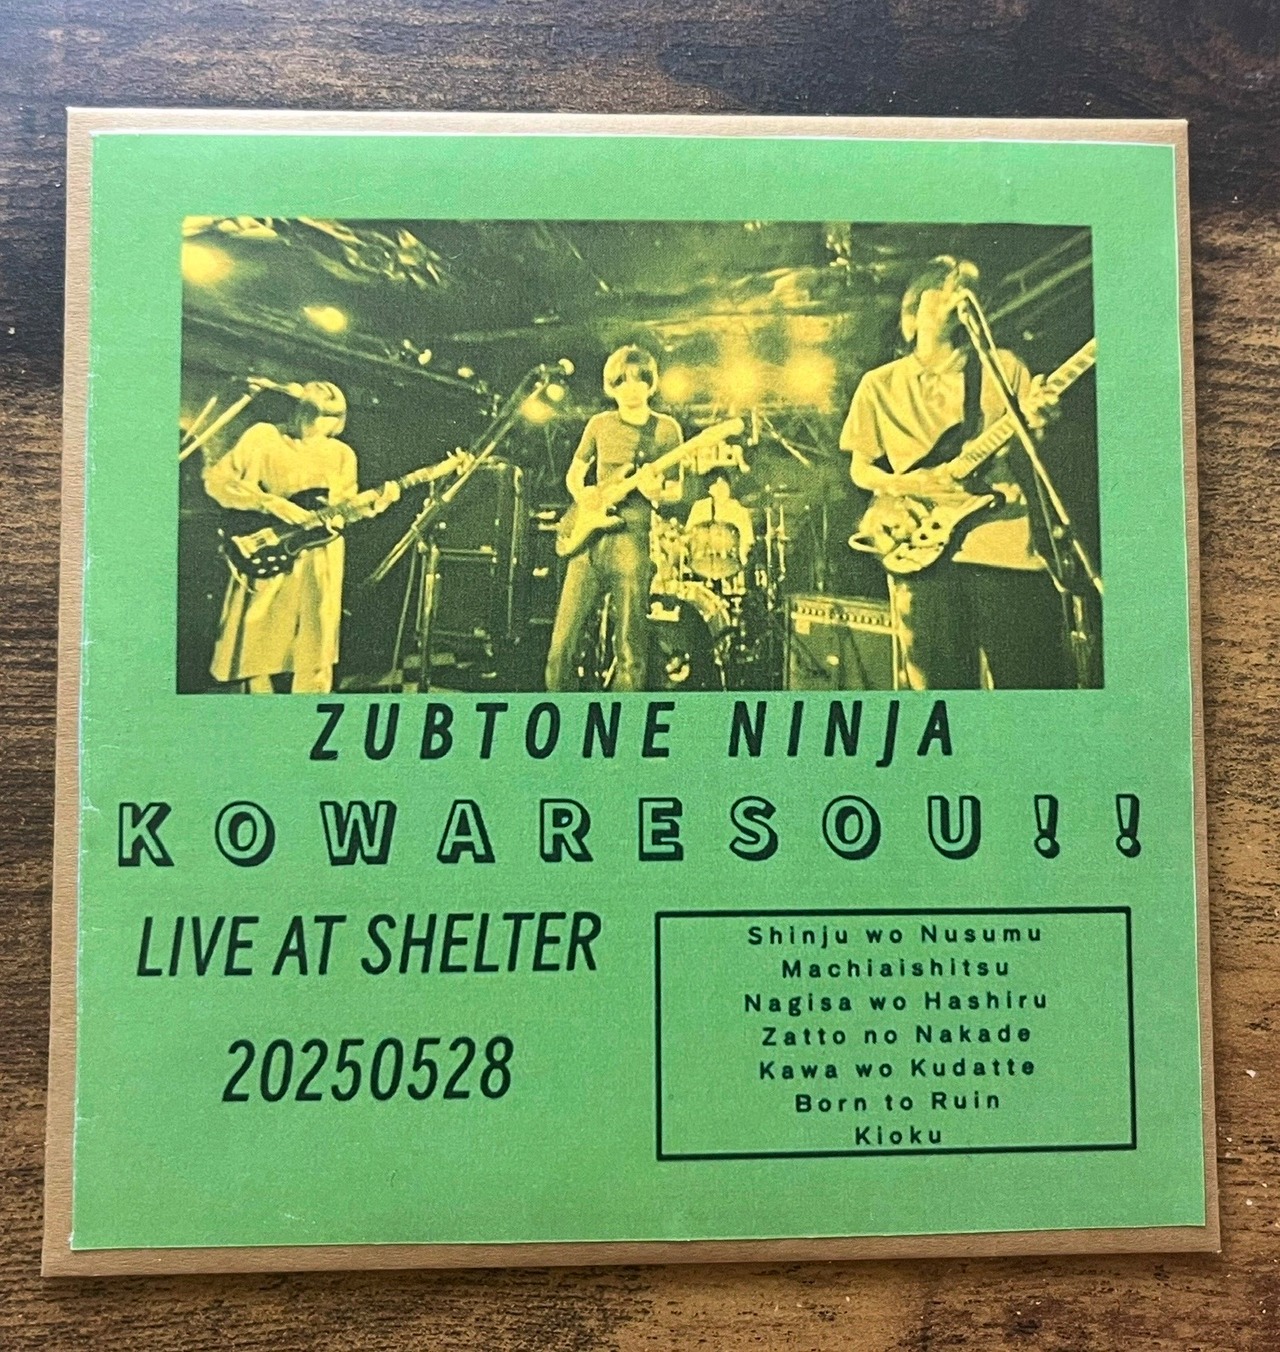 ZUBTONE NINJA
KOWARESOU!!
LIVE AT SHELTER
20250528
Shinju wo Nusumu
Machiaishitsu
Nagisa wo Hashiru
Zatto no Nakade
Kawa wo Kudatte
Born to Ruin
Kioku